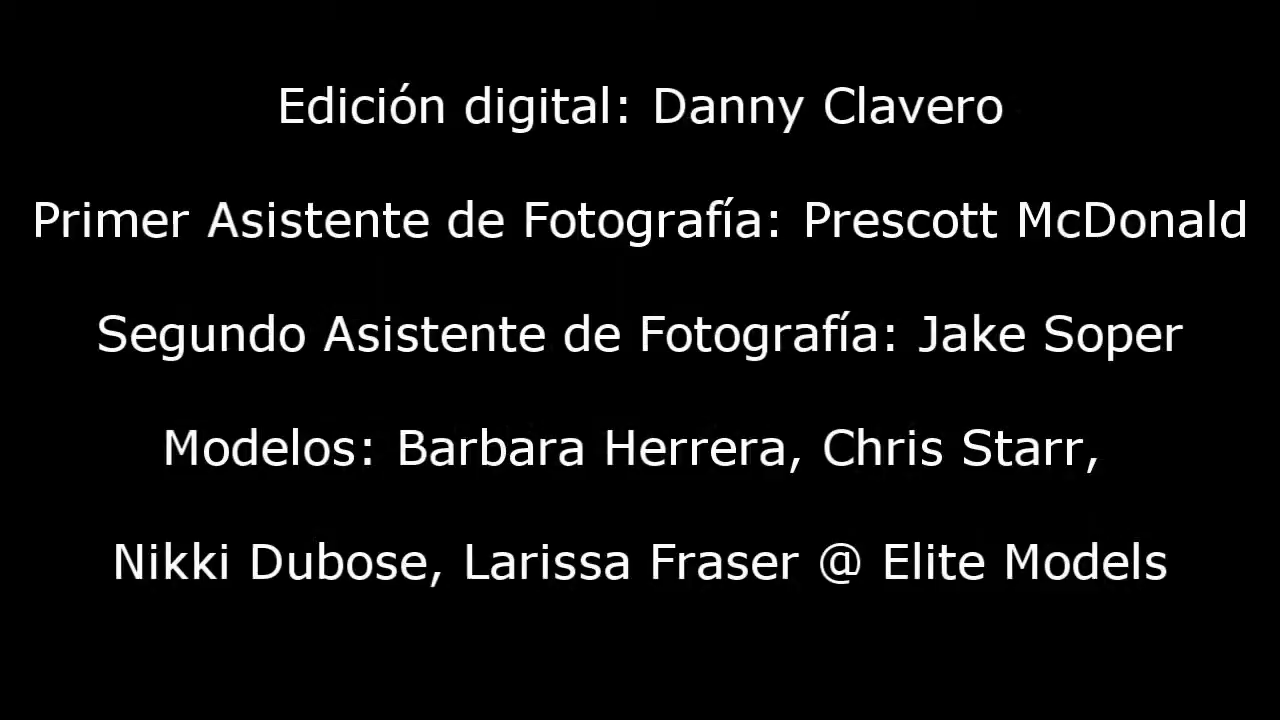 Edición digital: Danny Clavero
Primer Asistente de Fotografía: Prescott McDonald
Segundo Asistente de Fotografía: Jake Soper
Modelos: Barbara Herrera, Chris Starr,
Nikki Dubose, Larissa Fraser @ Elite Models